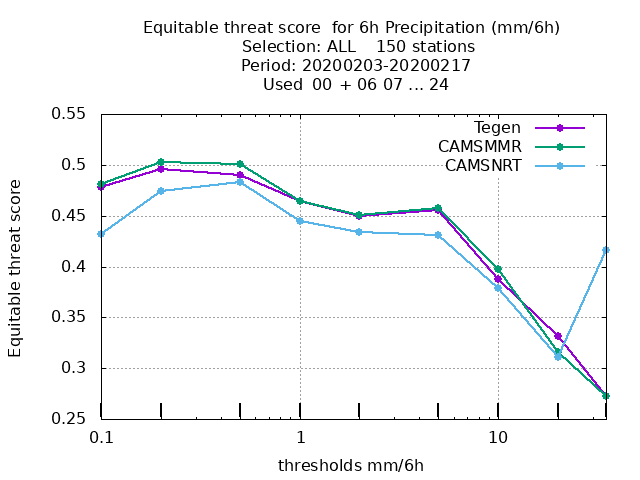 Equitable threat score  for 6h Precipitation (mm/6h)
Selection: ALL    150 stations
Period: 20200203-20200217
Used  00 + 06 07 ... 24
Tegen
CAMSMMR
CAMSNRT
0.55
0.5
0.45
0.4
0.35
0.3
0.25
Equitable threat score
0.1 1 10
thresholds mm/6h